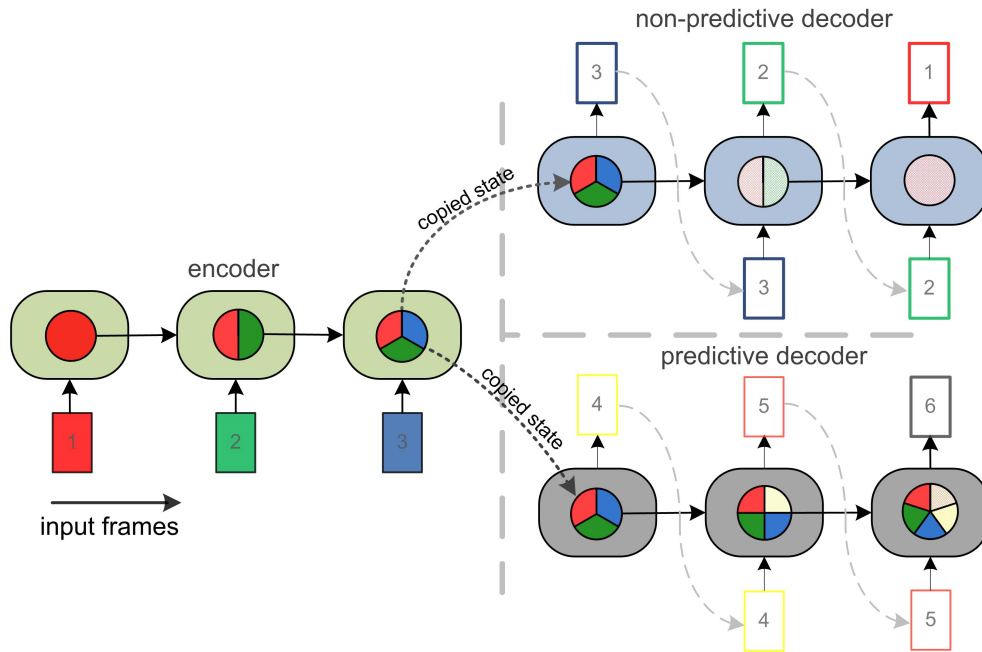 non-predictive decoder
3
2
1
copied state
3
2
encoder
1
2
3
input frames
predictive decoder
copied state
4
5
6
4
5